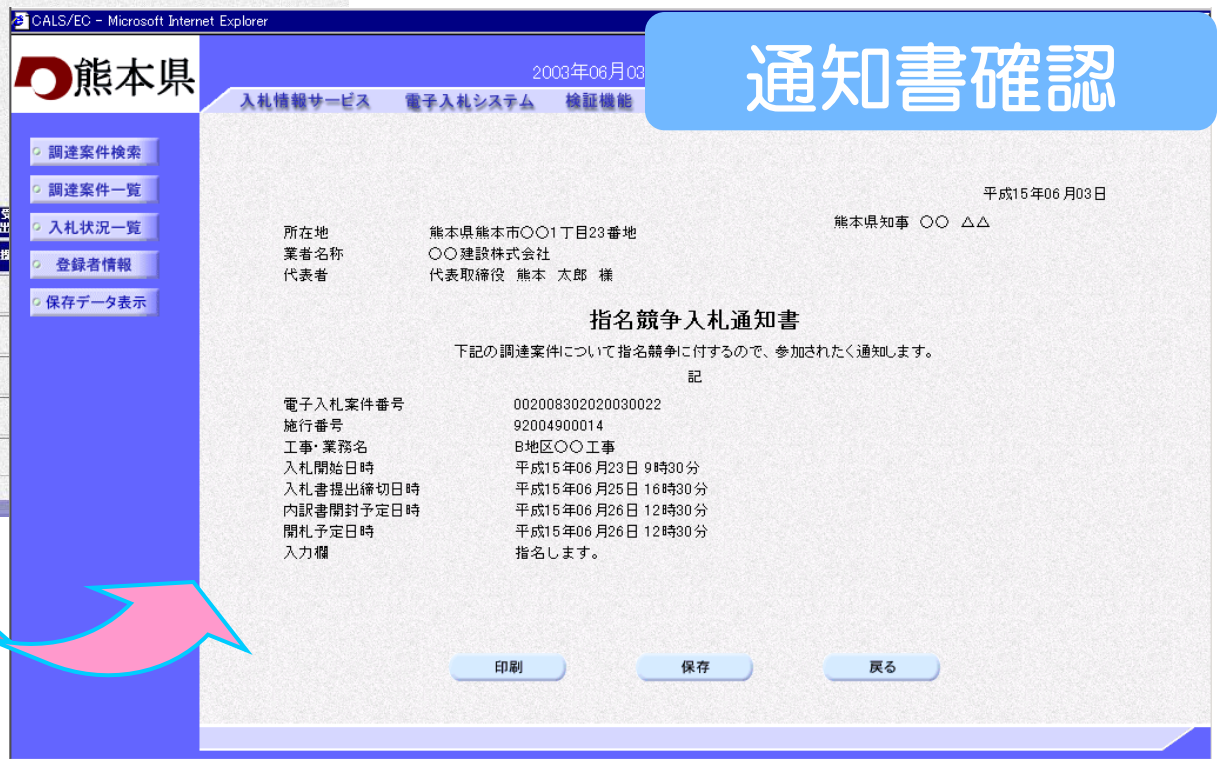 CALS/EC - Microsoft Internet Explorer
通知書確認
熊本県
2003年06月03
入札情報サービス 電子入札システム 検証機能
調達案件検索
調達案件一覧
入札状況一覧
登録者情報
保存データ表示
平成15年06月03日
熊本県知事 〇〇 △△
所在地 熊本県熊本市〇〇1丁目23番地
業者名称 〇〇建設株式会社
代表者 代表取締役 熊本 太郎 様
指名競争入札通知書
下記の調達案件について指名競争に付するので、参加されたく通知します。
記
電子入札案件番号 002008302020030022
施行番号 92004900014
工事・業務名 B地区〇〇工事
入札開始日時 平成15年06月23日 9時30分
入札書提出締切日時 平成15年06月25日 16時30分
内訳書開封予定日時 平成15年06月26日 12時30分
開札予定日時 平成15年06月26日 12時30分
入力欄 指名します。
印刷 保存 戻る